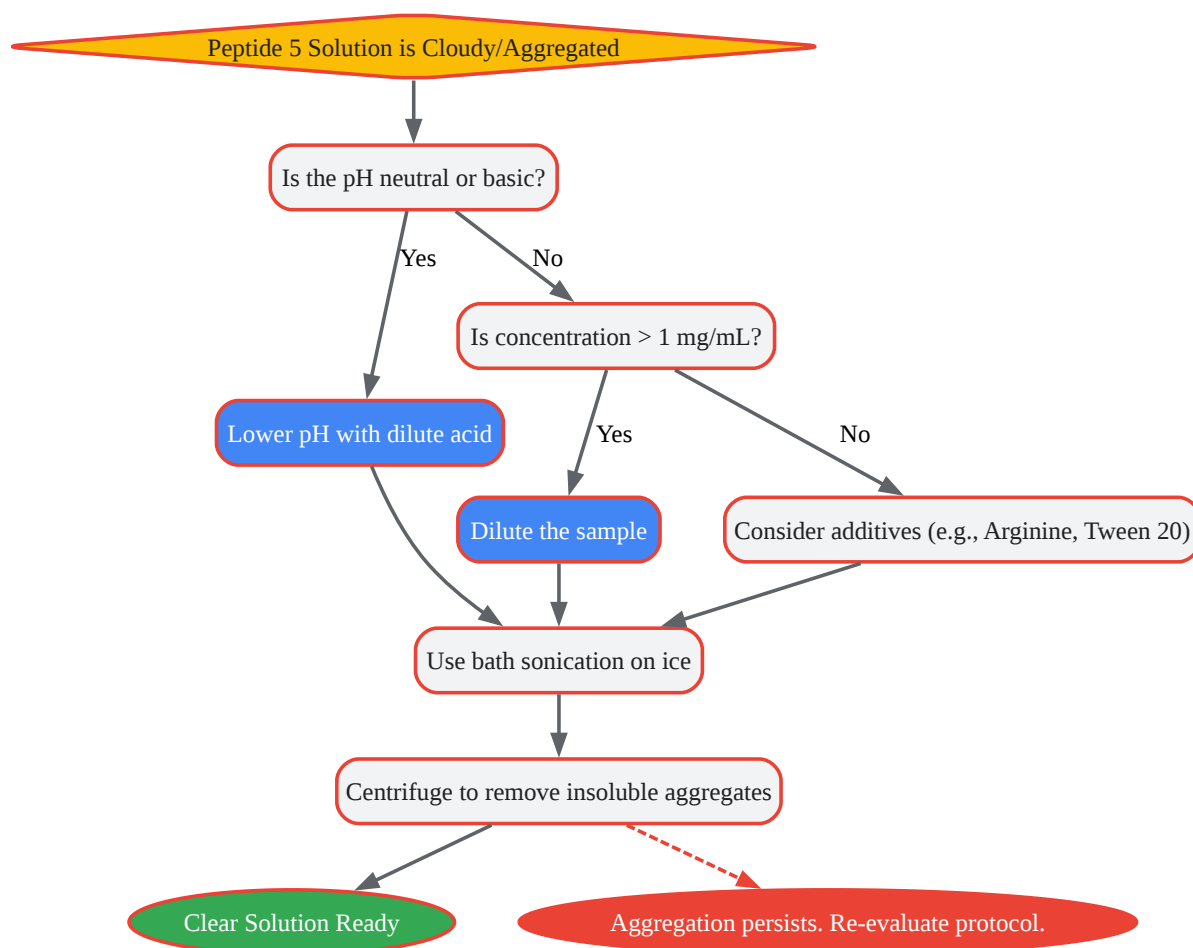 Peptide 5 Solution is Cloudy/Aggregated
Is the pH neutral or basic?
Yes
No
Is concentration > 1 mg/mL?
Lower pH with dilute acid
Yes
No
Dilute the sample
Consider additives (e.g., Arginine, Tween 20)
Use bath sonication on ice
Centrifuge to remove insoluble aggregates
Clear Solution Ready
Aggregation persists. Re-evaluate protocol.